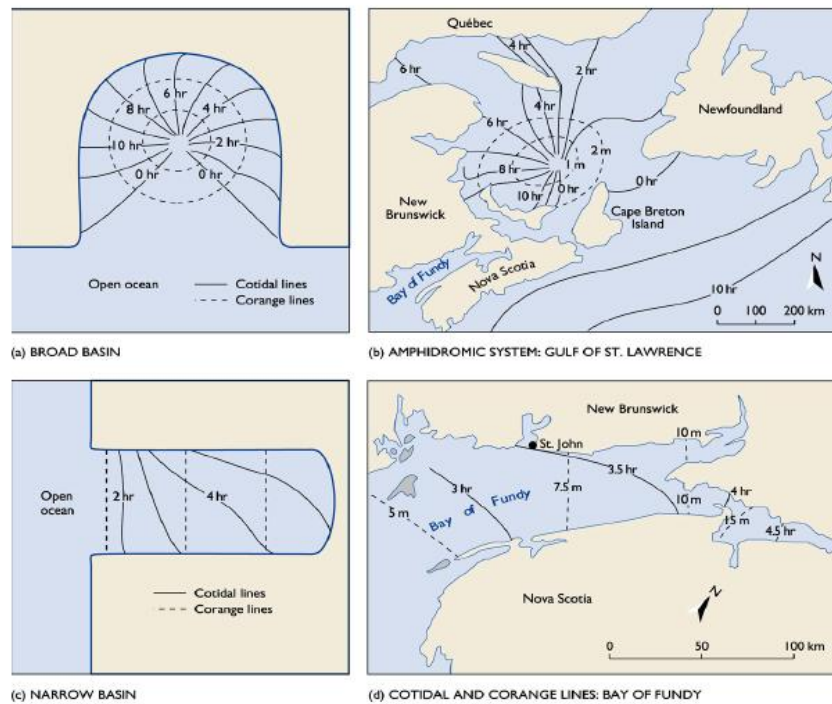 6 hr
8 hr
4 hr
10 hr
2 hr
0 hr
0 hr
Open ocean
Cotidal lines
Corange lines
(a) BROAD BASIN
Québec
4 hr
6 hr
2 hr
4 hr
6 hr
Newfoundland
2 m
1 m
8 hr
0 hr
10 hr
0 hr
New
Brunswick
Cape Breton
Island
Bay of Fundy
Nova Scotia
10 hr
N
0 100 200 km
(b) AMPHIDROMIC SYSTEM: GULF OF ST. LAWRENCE
Open
ocean
2 hr
4 hr
Cotidal lines
Corange lines
(c) NARROW BASIN
New Brunswick
St. John
10 m
3.5 hr
3 hr
7.5 m
10 m
4 hr
Bay of Fundy
5 m
15 m
4.5 hr
Nova Scotia
N
0 50 100 km
(d) COTIDAL AND CORANGE LINES: BAY OF FUNDY